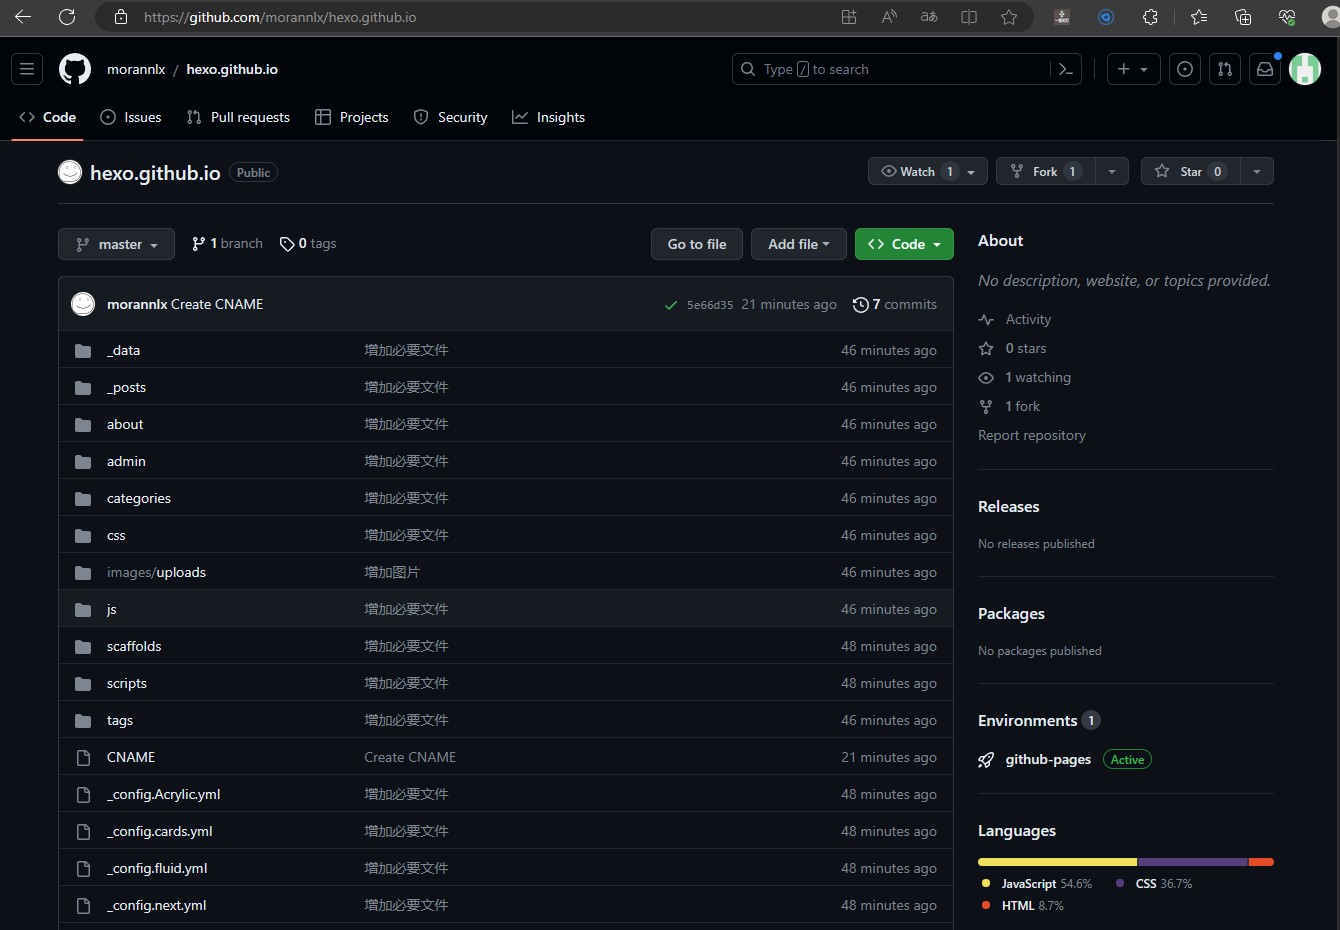 https://github.com/morannlx/hexo.github.io
morannlx / hexo.github.io
Type / to search
Code Issues Pull requests Projects Security Insights
hexo.github.io Public
Watch 1 Fork 1 Star 0
master 1 branch 0 tags Go to file Add file Code
morannlx Create CNAME 5e66d35 21 minutes ago 7 commits
_data 增加必要文件 46 minutes ago
_posts 增加必要文件 46 minutes ago
about 增加必要文件 46 minutes ago
admin 增加必要文件 46 minutes ago
categories 增加必要文件 46 minutes ago
css 增加必要文件 46 minutes ago
images/uploads 增加图片 46 minutes ago
js 增加必要文件 46 minutes ago
scaffolds 增加必要文件 48 minutes ago
scripts 增加必要文件 48 minutes ago
tags 增加必要文件 46 minutes ago
CNAME Create CNAME 21 minutes ago
_config.Acrylic.yml 增加必要文件 48 minutes ago
_config.cards.yml 增加必要文件 48 minutes ago
_config.fluid.yml 增加必要文件 48 minutes ago
_config.next.yml 增加必要文件 48 minutes ago
About
No description, website, or topics provided.
Activity
0 stars
1 watching
1 fork
Report repository
Releases
No releases published
Packages
No packages published
Environments 1
github-pages Active
Languages
JavaScript 54.6% CSS 36.7%
HTML 8.7%